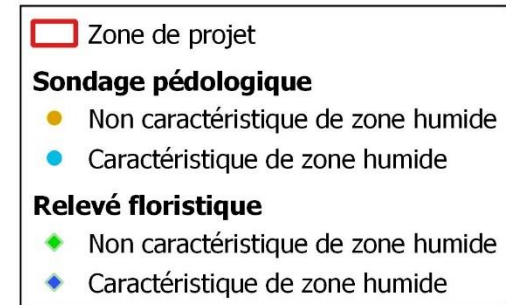 Zone de projet
Sondage pédologique
Non caractéristique de zone humide
Caractéristique de zone humide
Relevé floristique
Non caractéristique de zone humide
Caractéristique de zone humide